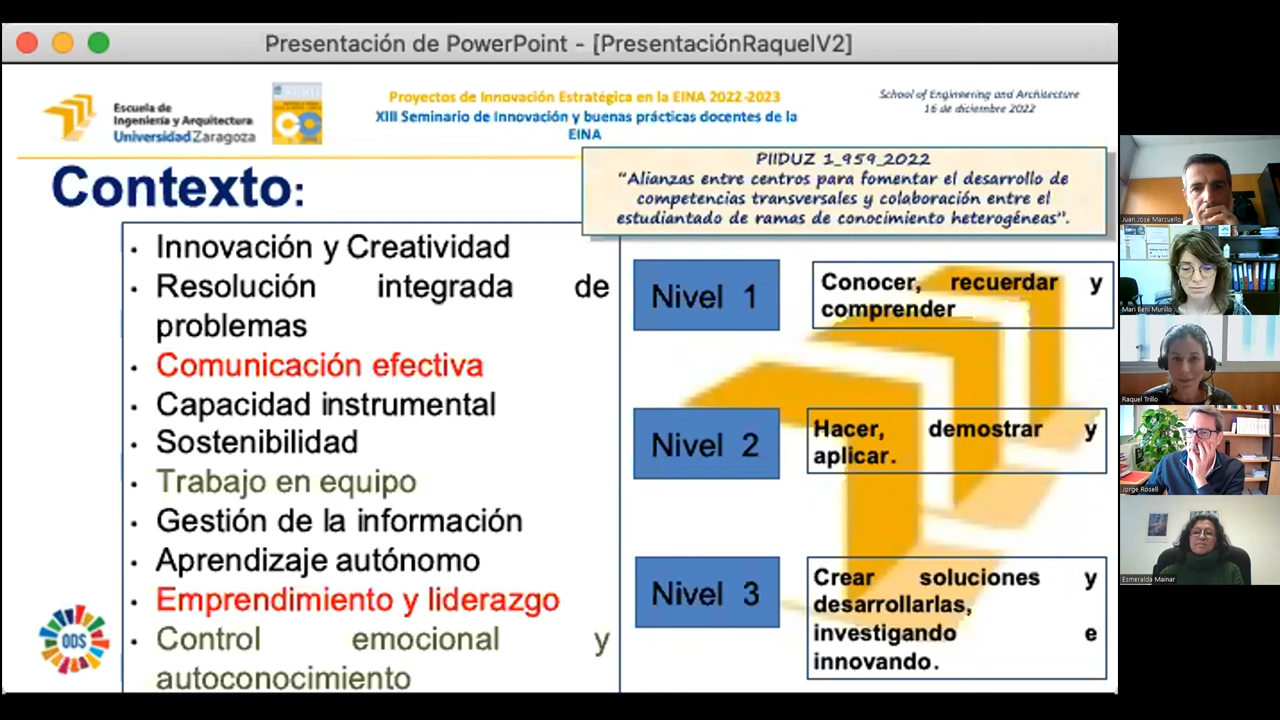 Presentación de PowerPoint - [PresentaciónRaquelV2]
Escuela de
Ingeniería y Arquitectura
Universidad Zaragoza
Proyectos de Innovación Estratégica en la EINA 2022-2023
XIII Seminario de Innovación y buenas prácticas docentes de la
EINA
School of Engineering and Architecture
16 de diciembre 2022
PIIDUZ 1_959_2022
“Alianzas entre centros para fomentar el desarrollo de
competencias transversales y colaboración entre el
estudiantado de ramas de conocimiento heterogéneas”.
Contexto:
• Innovación y Creatividad
• Resolución integrada de
problemas
• Comunicación efectiva
• Capacidad instrumental
• Sostenibilidad
• Trabajo en equipo
• Gestión de la información
• Aprendizaje autónomo
• Emprendimiento y liderazgo
• Control emocional y
autoconocimiento
ODS
Nivel 1
Conocer, recuerdar y
comprender
Nivel 2
Hacer, demostrar y
aplicar.
Nivel 3
Crear soluciones y
desarrollarlas,
investigando e
innovando.
Juan Jose Marcuello
Mari Beni Murillo
Raquel Trillo
Jorge Rosell
Esmeralda Mainar